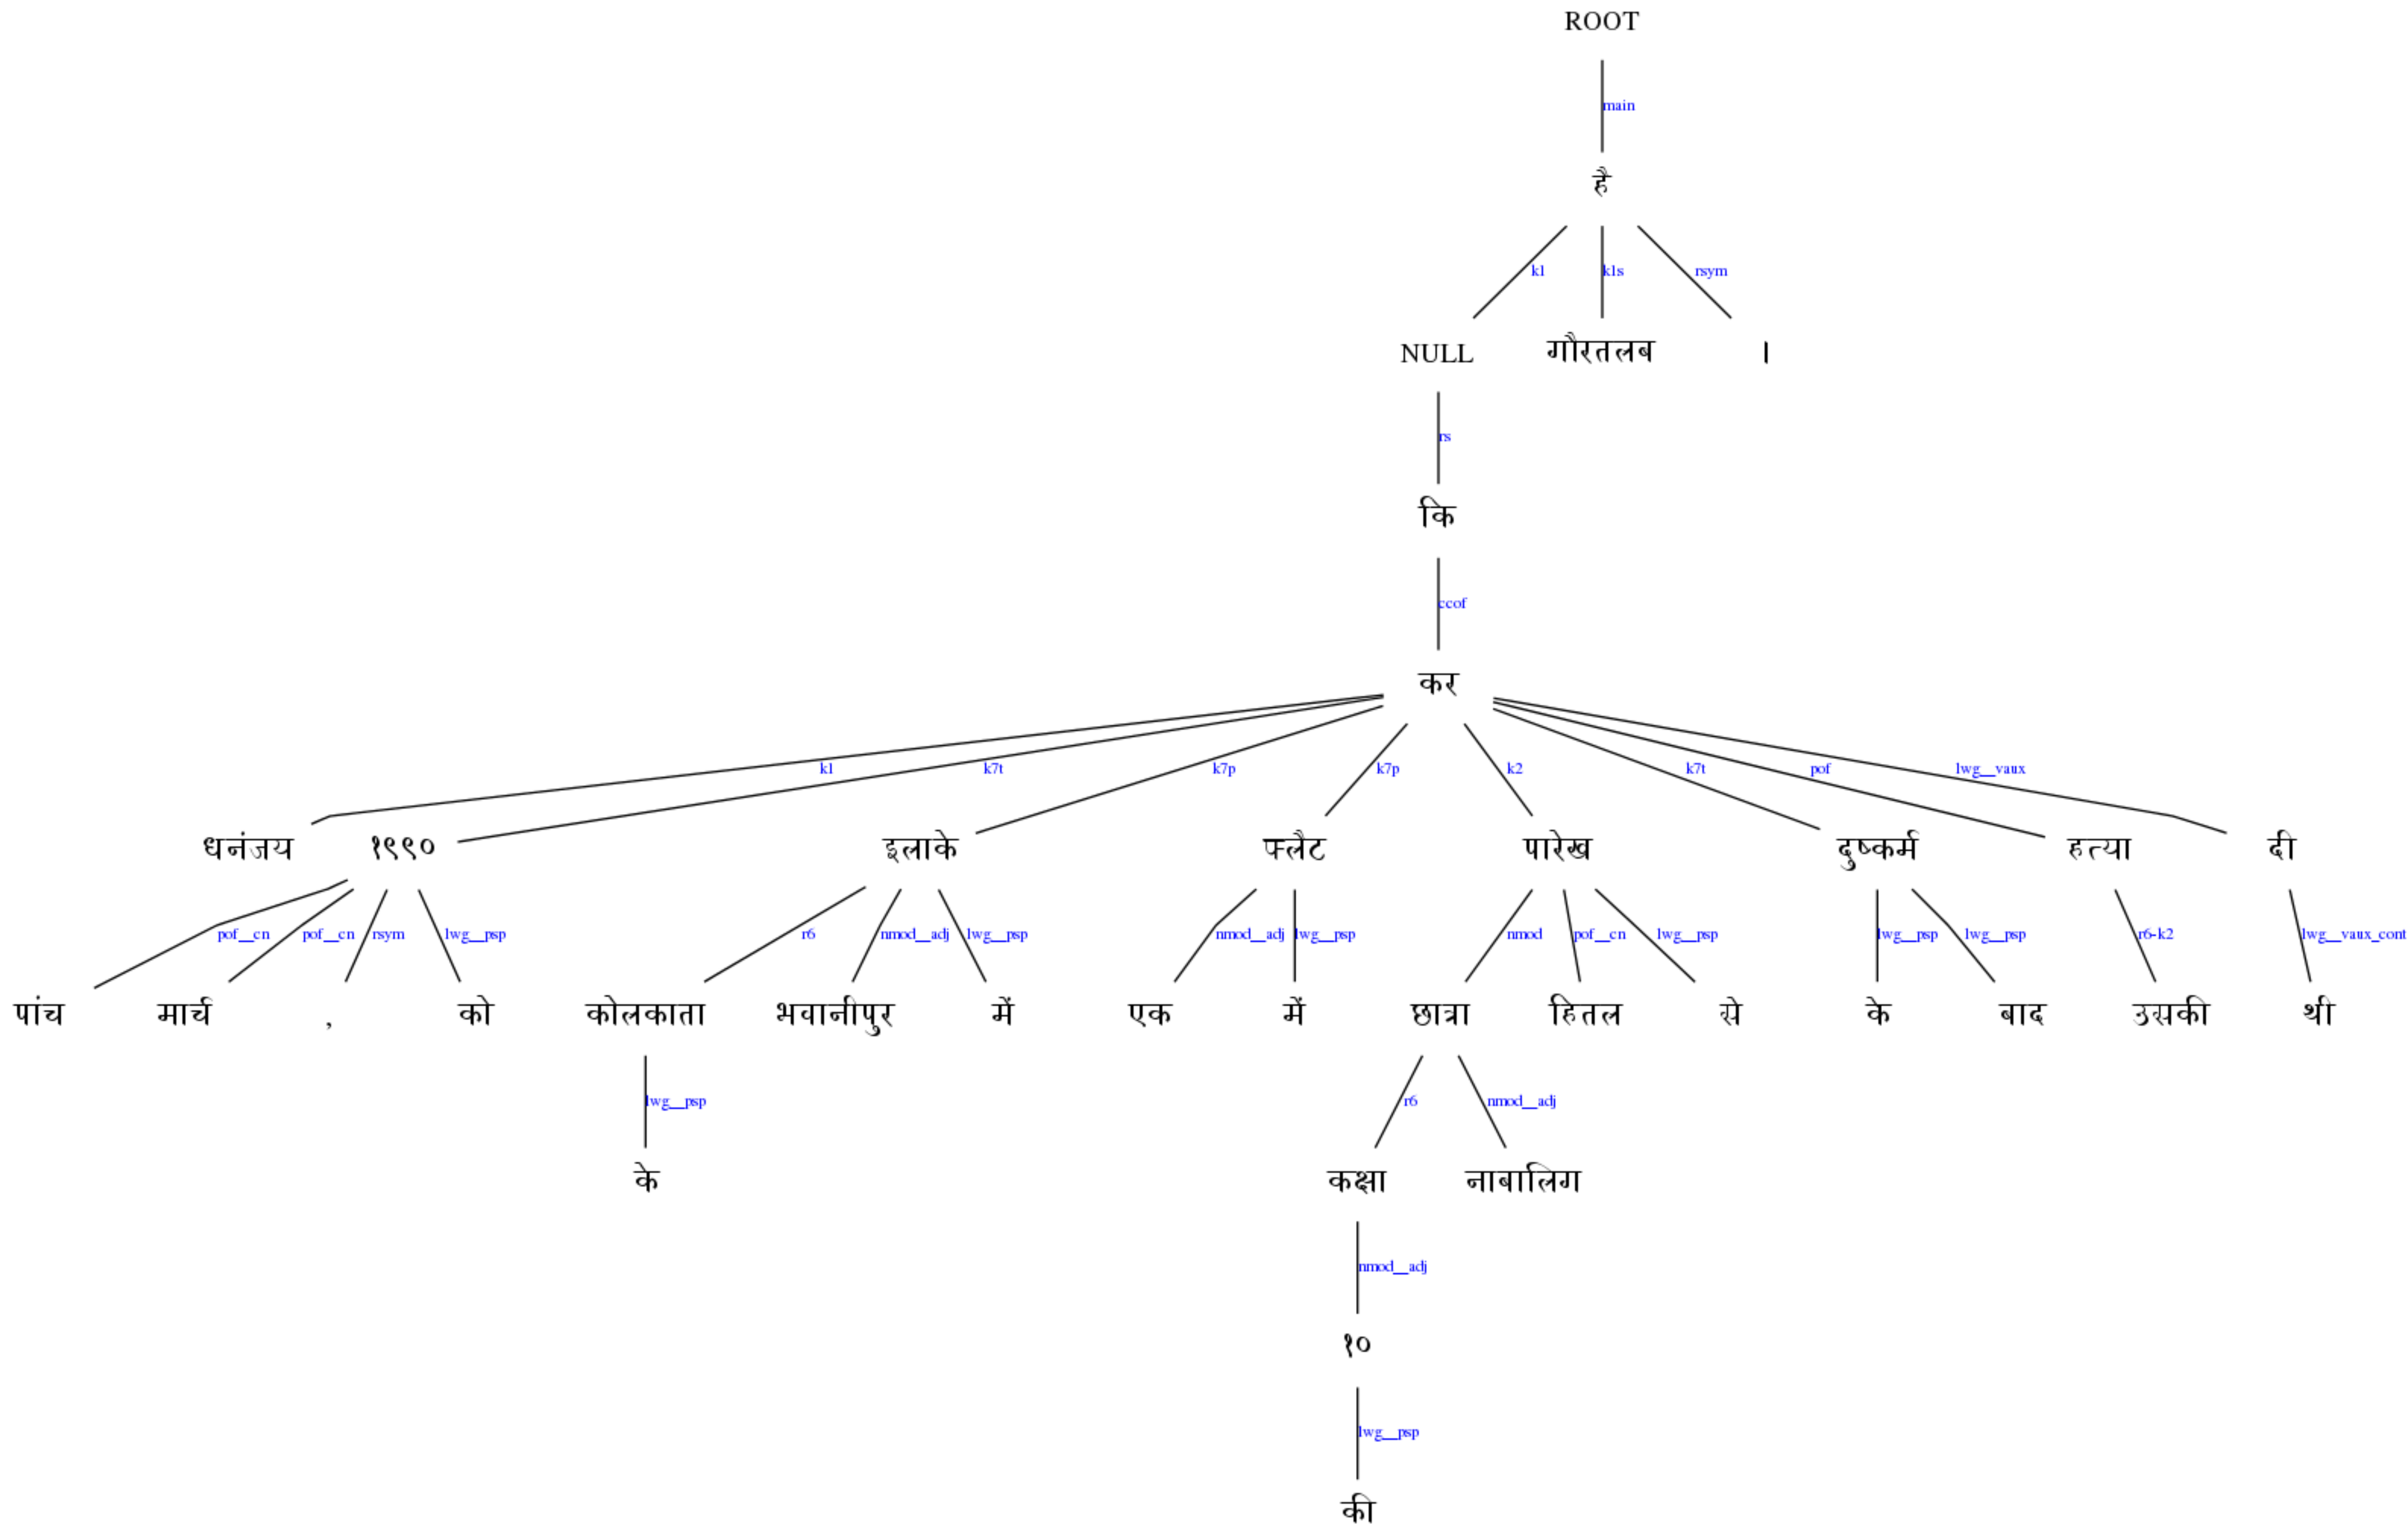 ROOT
main
है
k1 k1s rsym
NULL गौरतलब ।
rs
कि
ccof
कर
k1 k7t k7p k7p k2 k7t pof lwg__vaux
धनंजय १९९० इलाके फ्लैट पारेख दुष्कर्म हत्या दी
pof__cn pof__cn rsym lwg__psp r6 nmod__adj lwg__psp nmod__adj lwg__psp nmod pof__cn lwg__psp lwg__psp lwg__psp r6-k2 lwg__vaux_cont
पांच मार्च , को कोलकाता भवानीपुर में एक में छात्रा हितल से के बाद उसकी थी
lwg__psp r6 nmod__adj
के कक्षा नाबालिग
nmod__adj
१०
lwg__psp
की